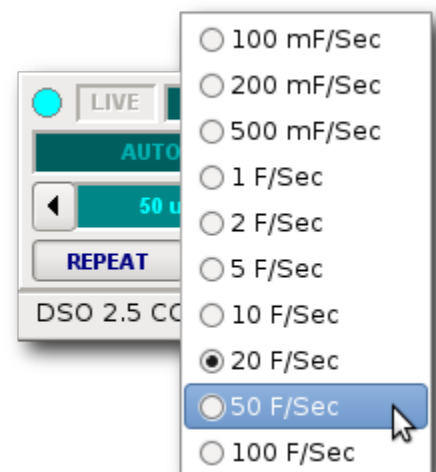 100 mF/Sec
200 mF/Sec
500 mF/Sec
1 F/Sec
2 F/Sec
5 F/Sec
10 F/Sec
20 F/Sec
50 F/Sec
100 F/Sec
LIVE
AUTO
50 u
REPEAT
DSO 2.5